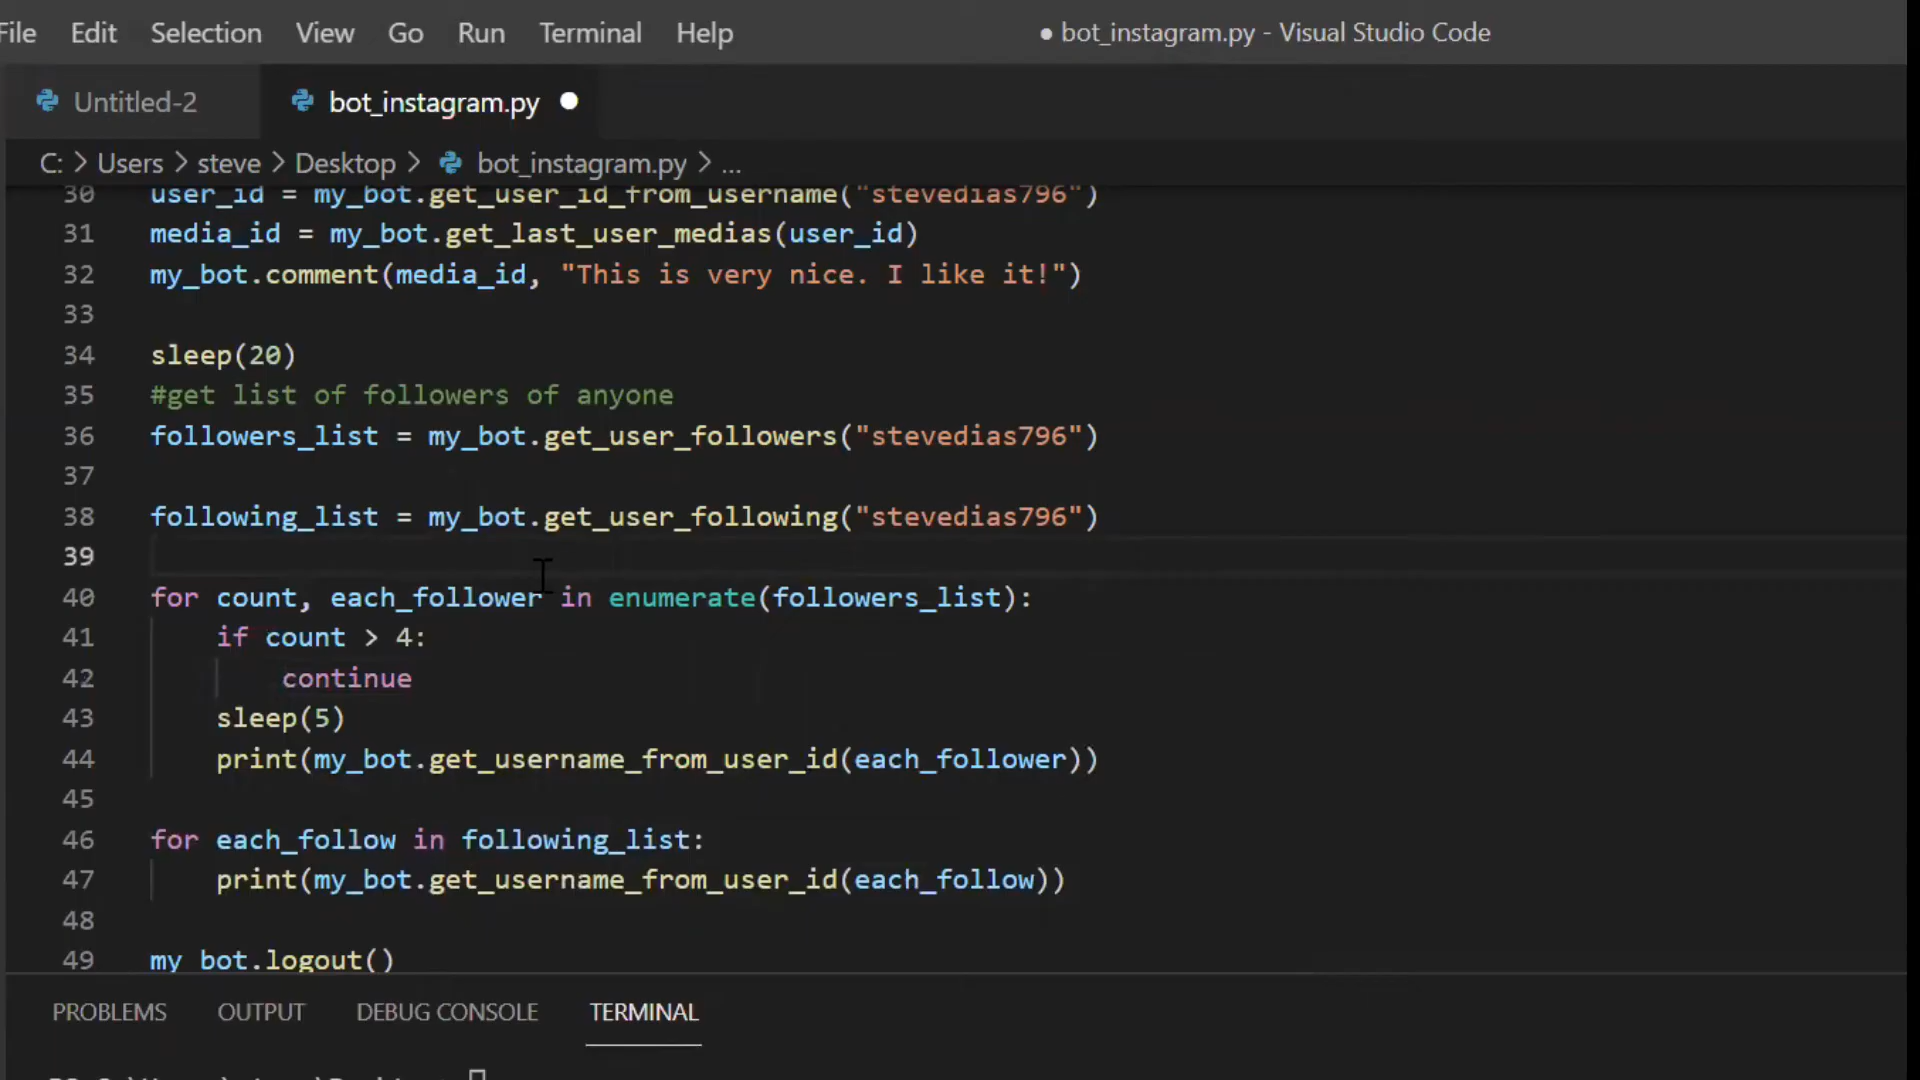 File Edit Selection View Go Run Terminal Help ● bot_instagram.py - Visual Studio Code
Untitled-2 bot_instagram.py ●
C: > Users > steve > Desktop > bot_instagram.py > ...
30 user_id = my_bot.get_user_id_from_username("stevedias796")
31 media_id = my_bot.get_last_user_medias(user_id)
32 my_bot.comment(media_id, "This is very nice. I like it!")
33
34 sleep(20)
35 #get list of followers of anyone
36 followers_list = my_bot.get_user_followers("stevedias796")
37
38 following_list = my_bot.get_user_following("stevedias796")
39
40 for count, each_follower in enumerate(followers_list):
41     if count > 4:
42         continue
43     sleep(5)
44     print(my_bot.get_username_from_user_id(each_follower))
45
46 for each_follow in following_list:
47     print(my_bot.get_username_from_user_id(each_follow))
48
49 my_bot.logout()
PROBLEMS OUTPUT DEBUG CONSOLE TERMINAL